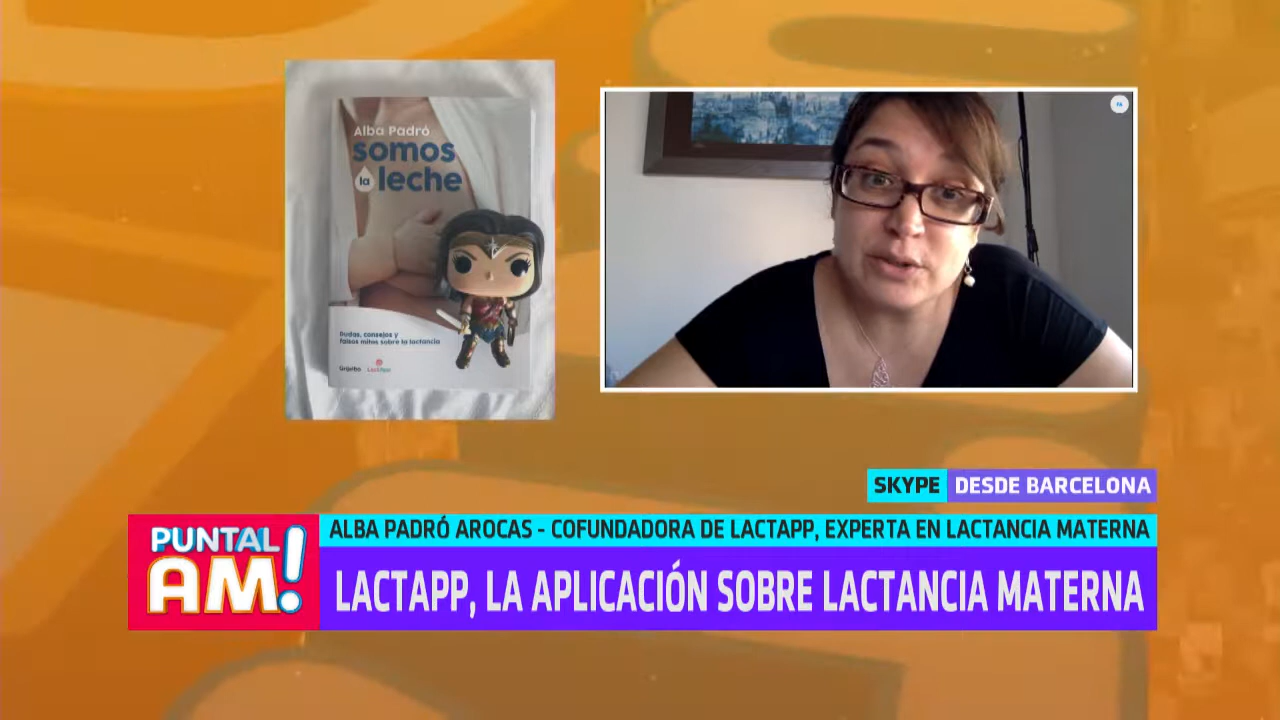 Alba Padró
somos
la leche
Dudas, consejos y
falsos mitos sobre la lactancia
Grijalbo LactApp
SKYPE DESDE BARCELONA
PUNTAL
AM!
ALBA PADRÓ AROCAS - COFUNDADORA DE LACTAPP, EXPERTA EN LACTANCIA MATERNA
LACTAPP, LA APLICACIÓN SOBRE LACTANCIA MATERNA